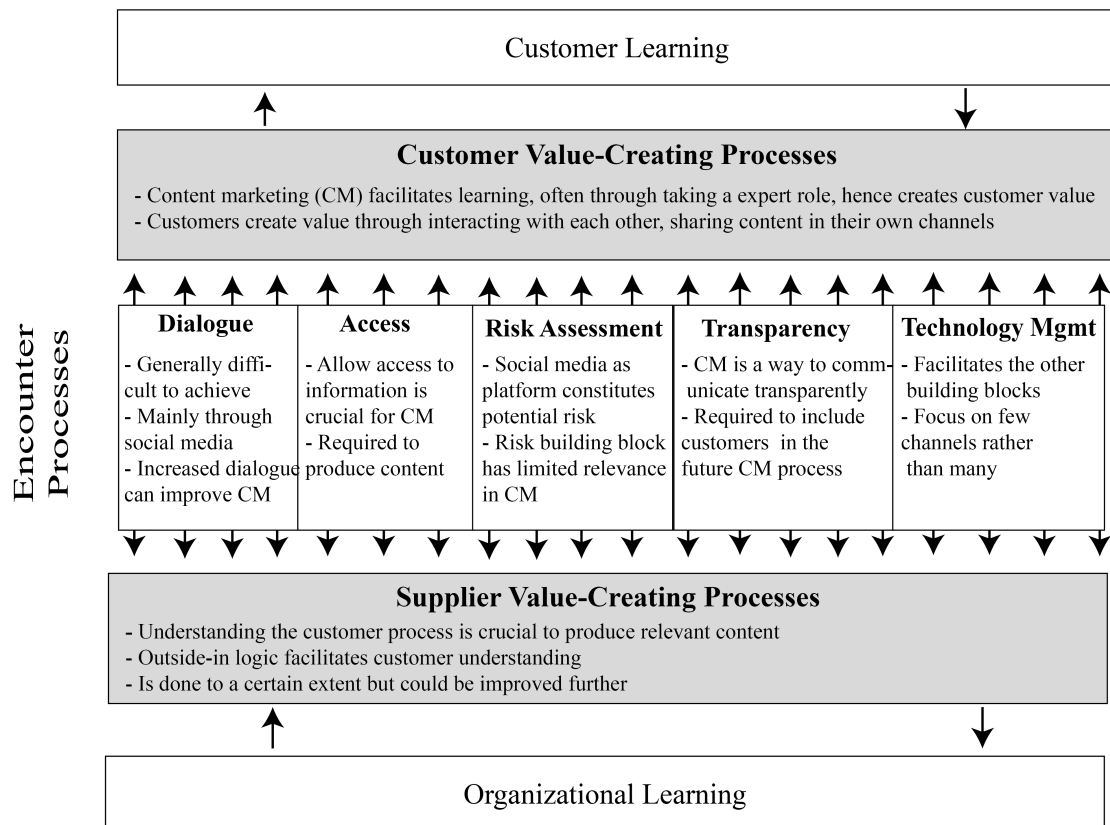 Customer Learning
Customer Value-Creating Processes
- Content marketing (CM) facilitates learning, often through taking a expert role, hence creates customer value
- Customers create value through interacting with each other, sharing content in their own channels
Encounter
Processes
Dialogue
- Generally diffi-
cult to achieve
- Mainly through
social media
- Increased dialogue
can improve CM
Access
- Allow access to
information is
crucial for CM
- Required to
produce content
Risk Assessment
- Social media as
platform constitutes
potential risk
- Risk building block
has limited relevance
in CM
Transparency
- CM is a way to comm-
unicate transparently
- Required to include
customers in the
future CM process
Technology Mgmt
- Facilitates the other
building blocks
- Focus on few
channels rather
than many
Supplier Value-Creating Processes
- Understanding the customer process is crucial to produce relevant content
- Outside-in logic facilitates customer understanding
- Is done to a certain extent but could be improved further
Organizational Learning